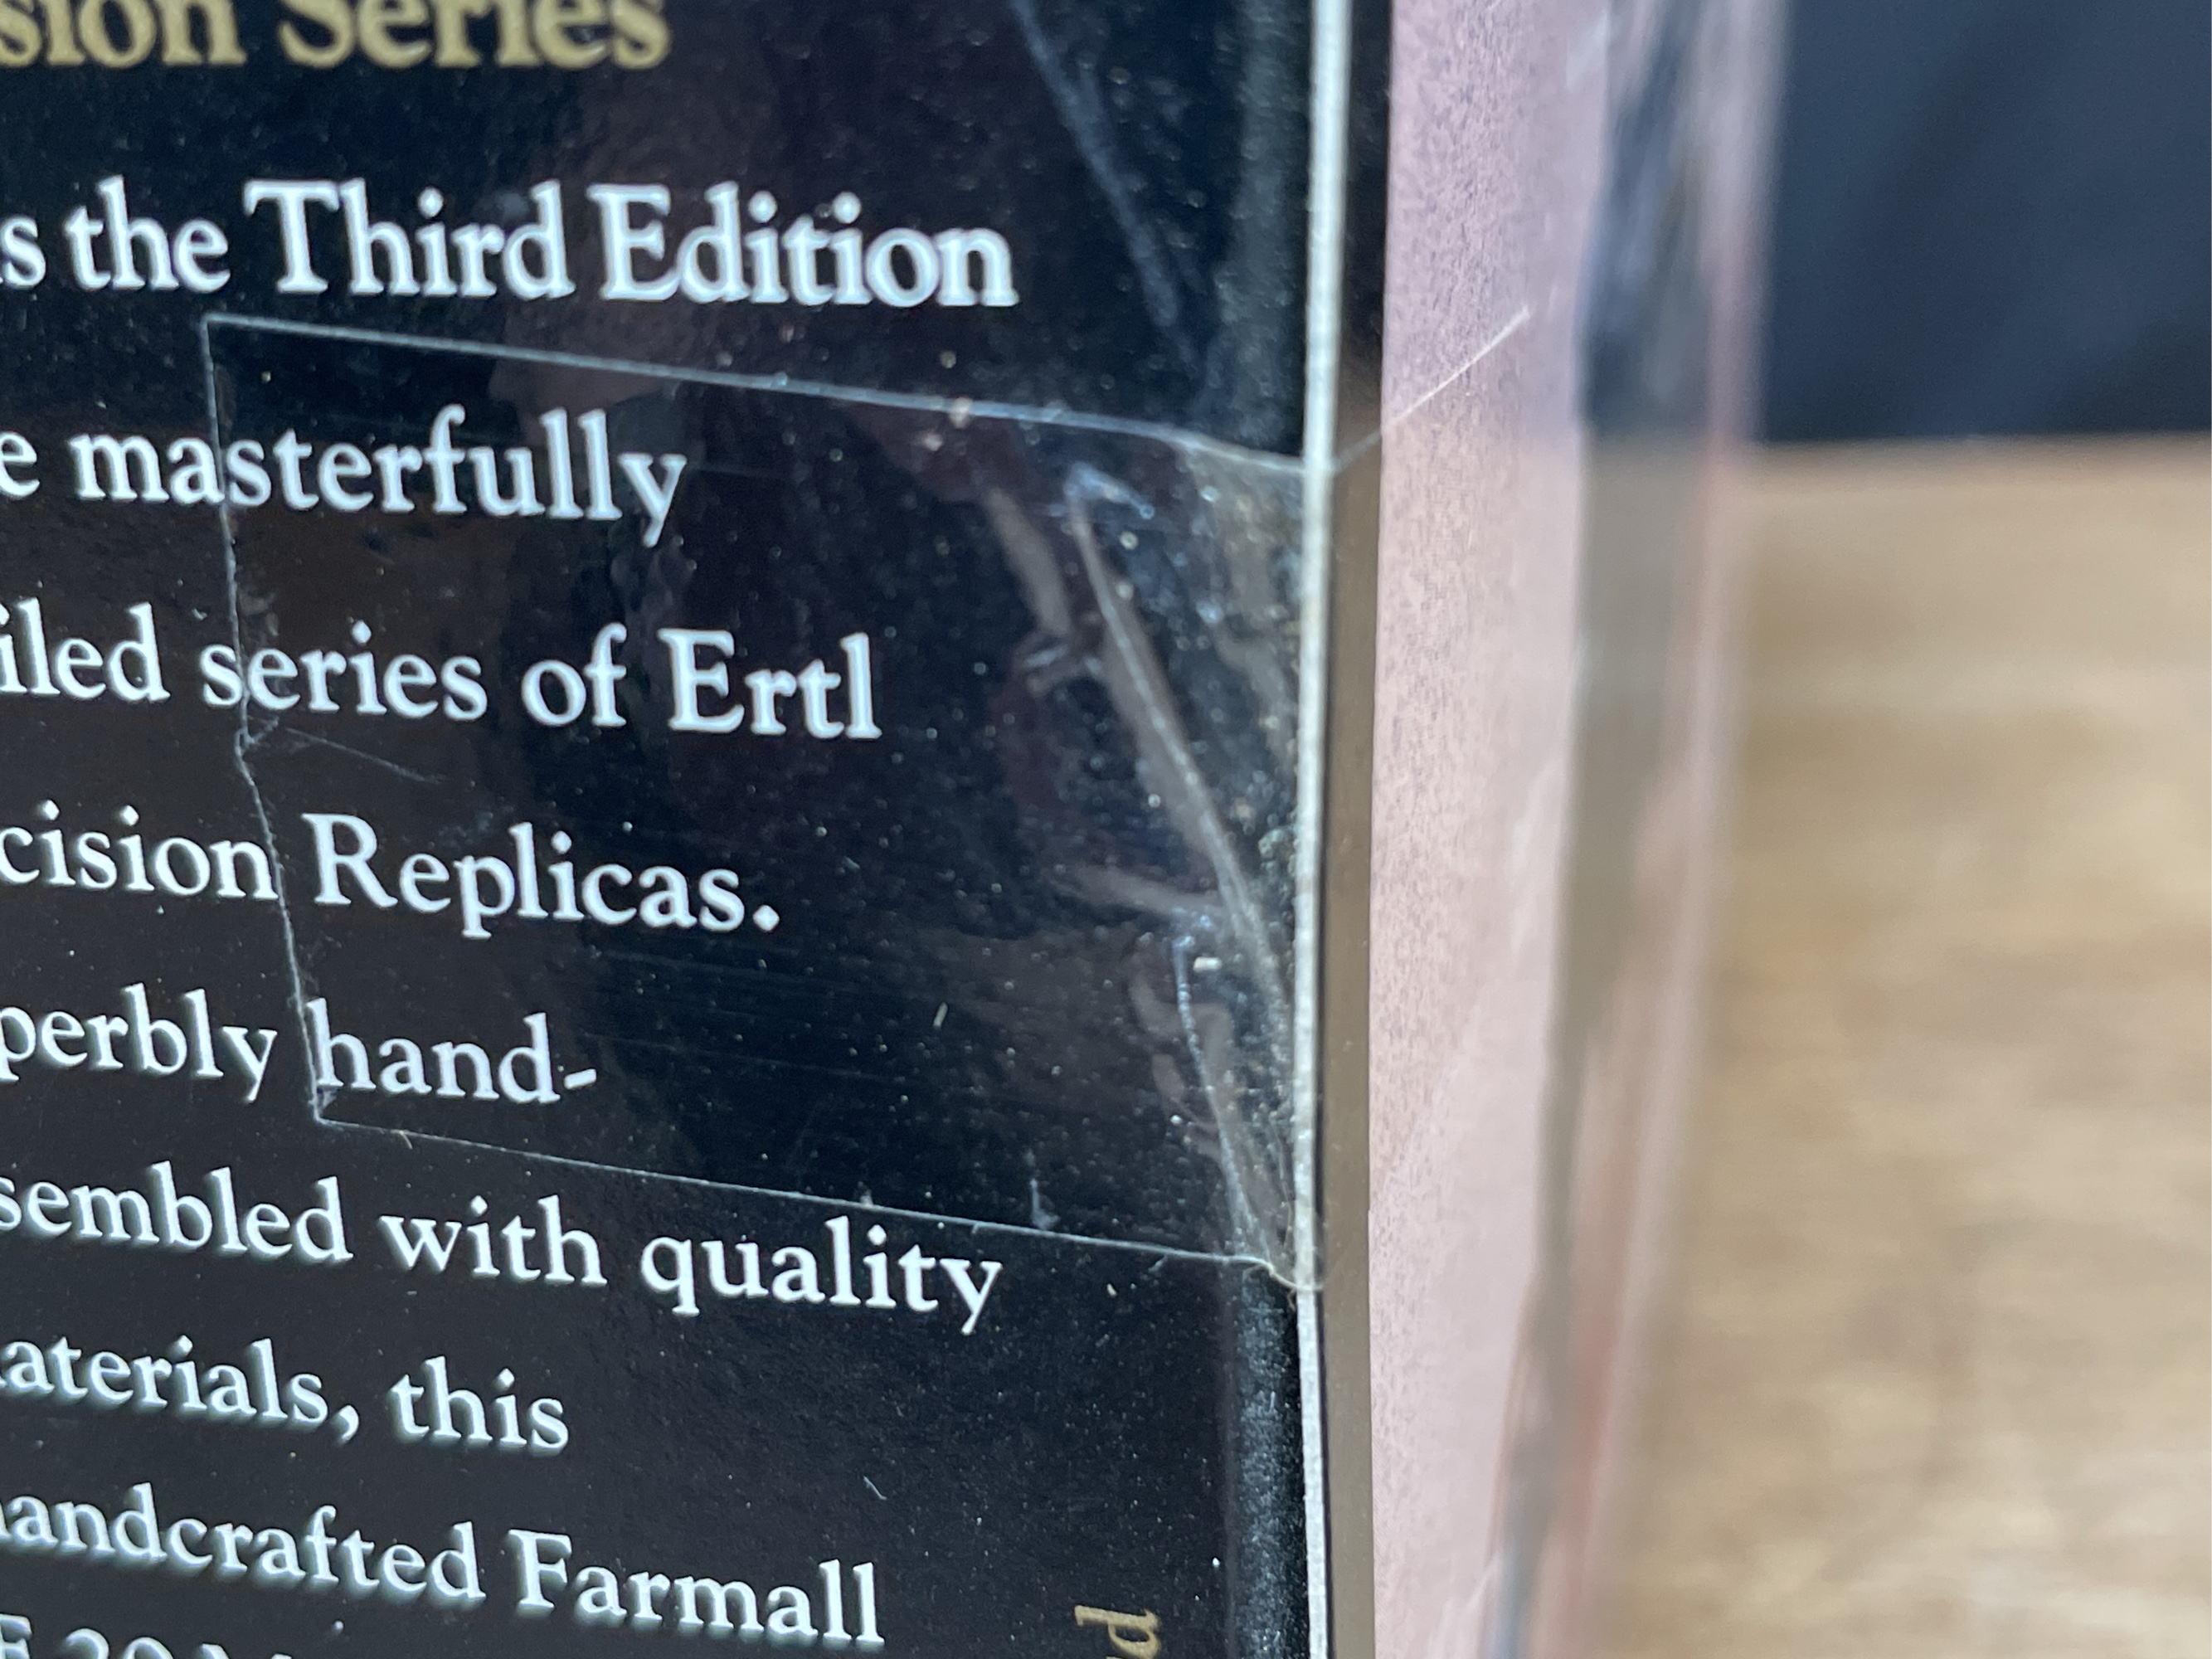 sion Series
s the Third Edition
e masterfully
iled series of Ertl
cision Replicas.
perbly hand-
sembled with quality
aterials, this
handcrafted Farmall